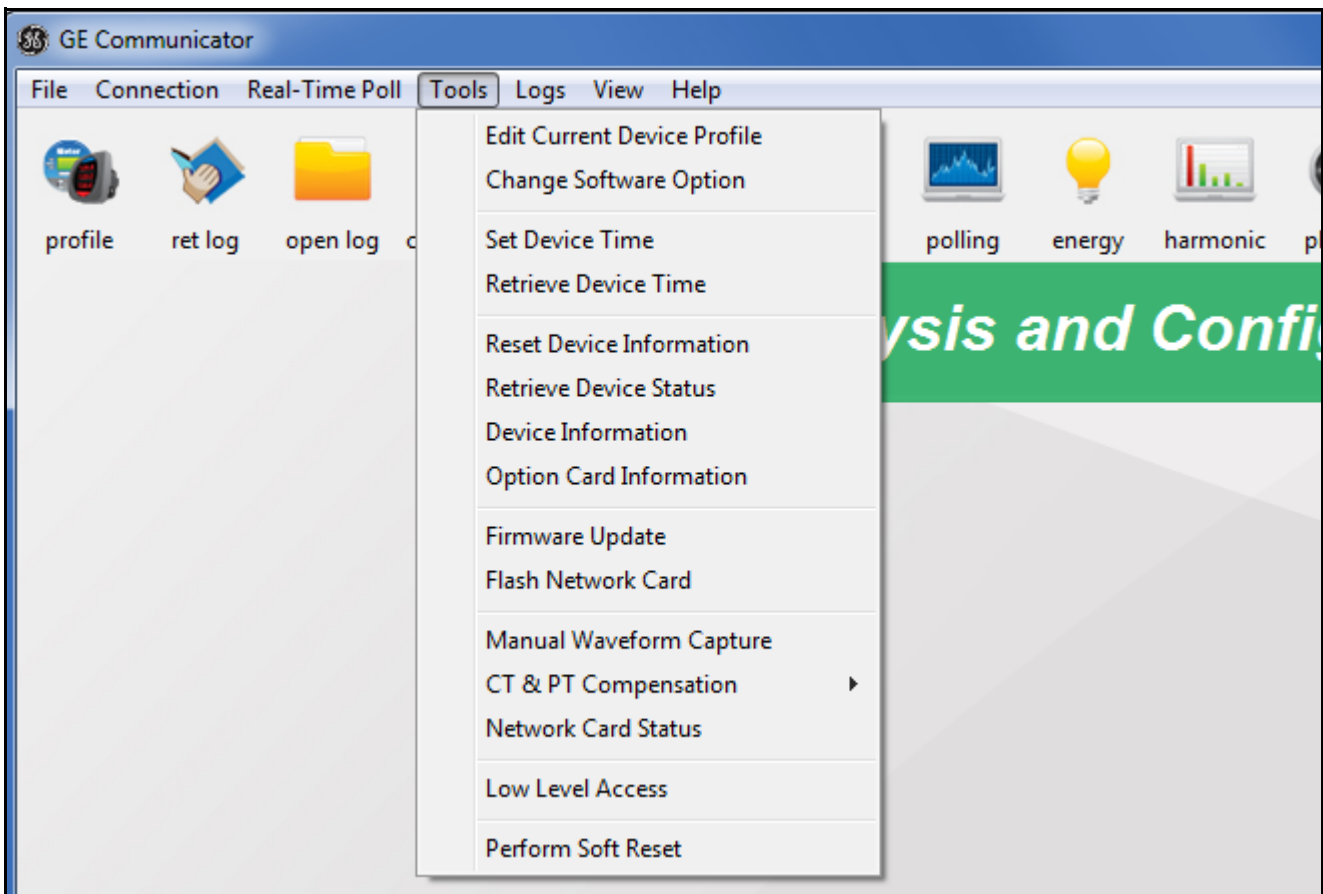 GE Communicator
File Connection Real-Time Poll Tools Logs View Help
profile ret log open log polling energy harmonic
Edit Current Device Profile
Change Software Option
Set Device Time
Retrieve Device Time
Reset Device Information
Retrieve Device Status
Device Information
Option Card Information
Firmware Update
Flash Network Card
Manual Waveform Capture
CT & PT Compensation
Network Card Status
Low Level Access
Perform Soft Reset
ysis and Confi